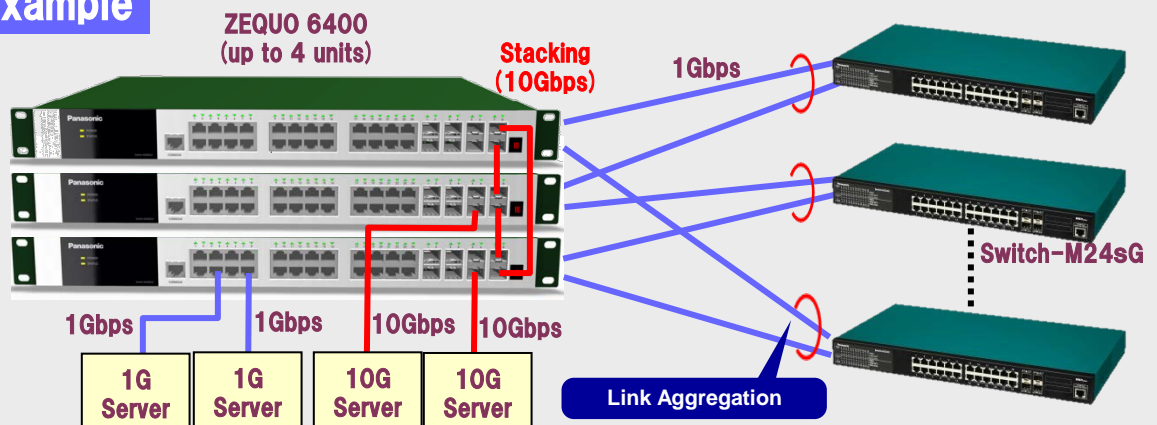 xample
ZEQUO 6400
(up to 4 units)
Stacking
(10Gbps)
1Gbps
Panasonic
Panasonic
Panasonic
Switch-M24sG
1Gbps
1Gbps
10Gbps
10Gbps
1G
Server
1G
Server
10G
Server
10G
Server
Link Aggregation